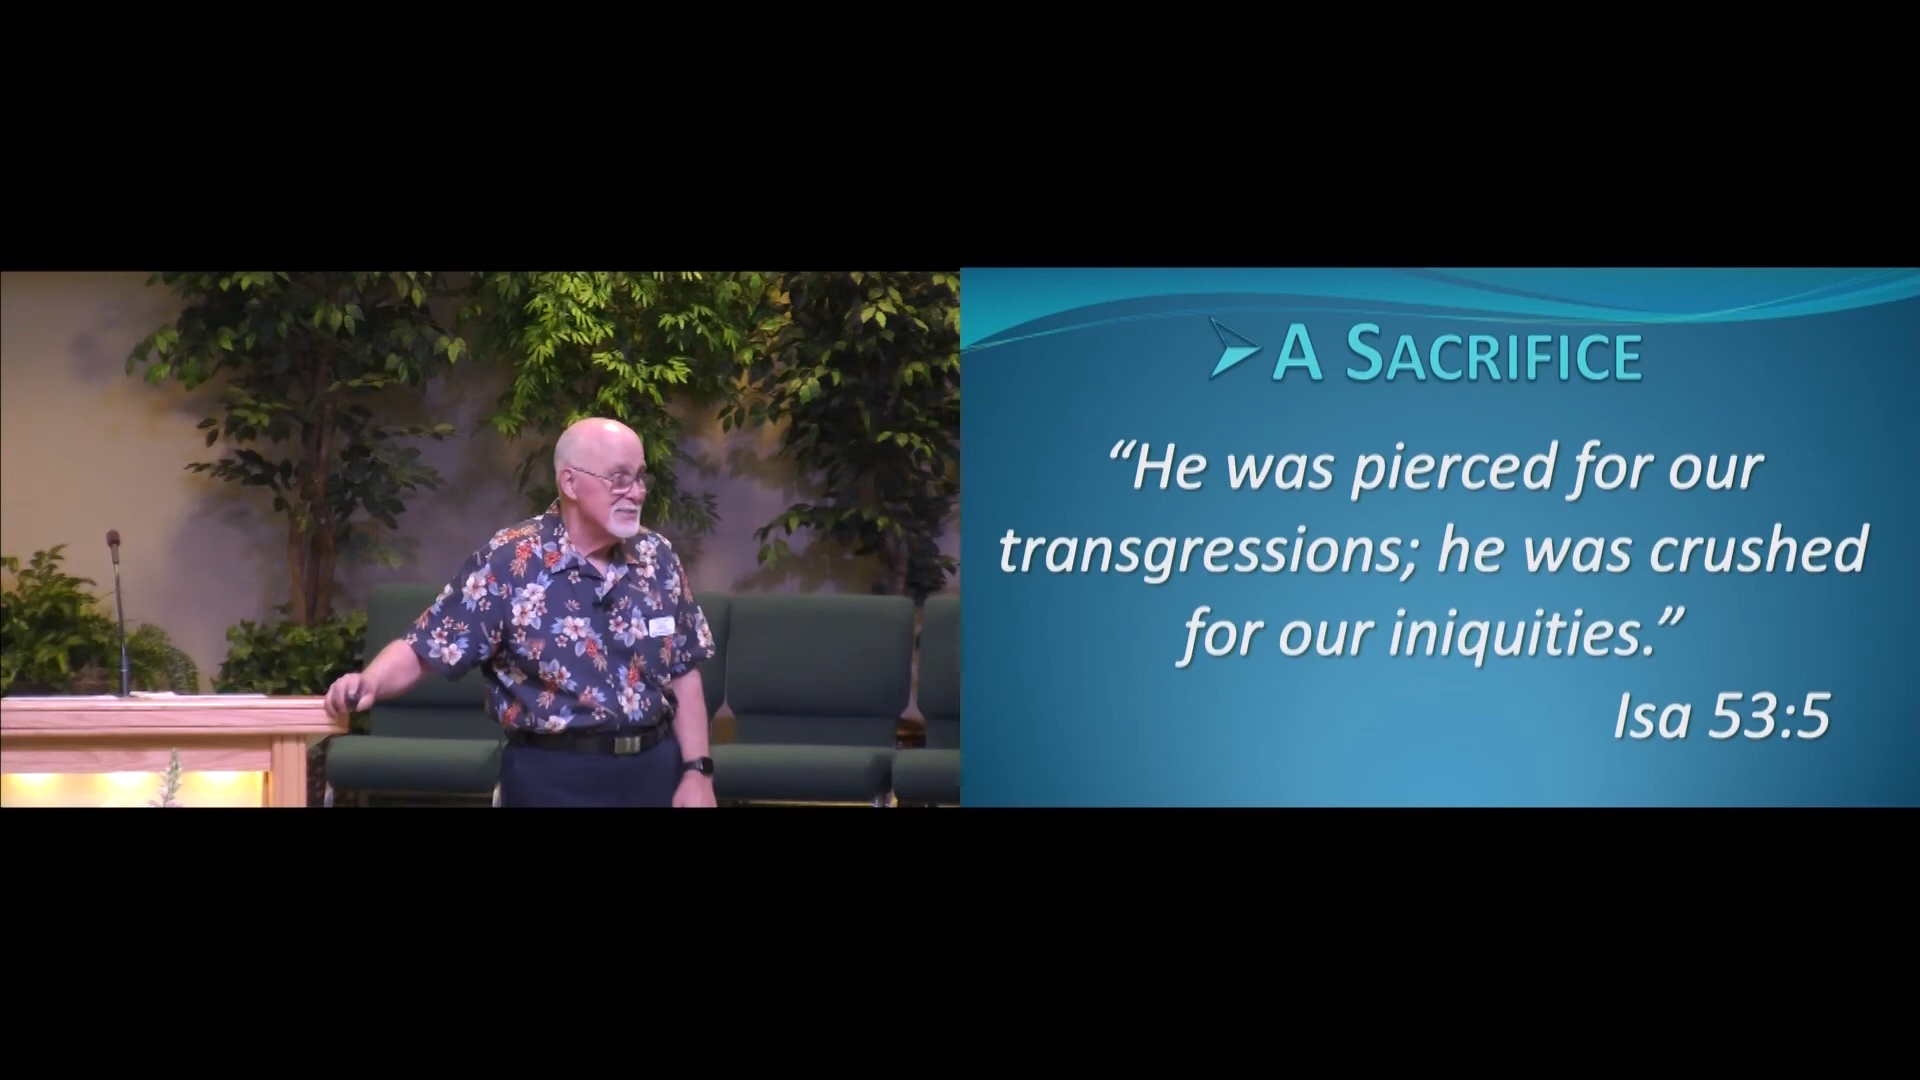 A SACRIFICE
“He was pierced for our
transgressions; he was crushed
for our iniquities.”
Isa 53:5